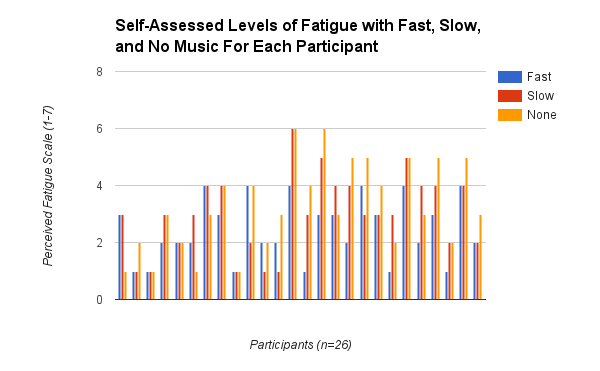 Self-Assessed Levels of Fatigue with Fast, Slow,
and No Music For Each Participant
Perceived Fatigue Scale (1-7)
8
6
4
2
0
Fast
Slow
None
Participants (n=26)